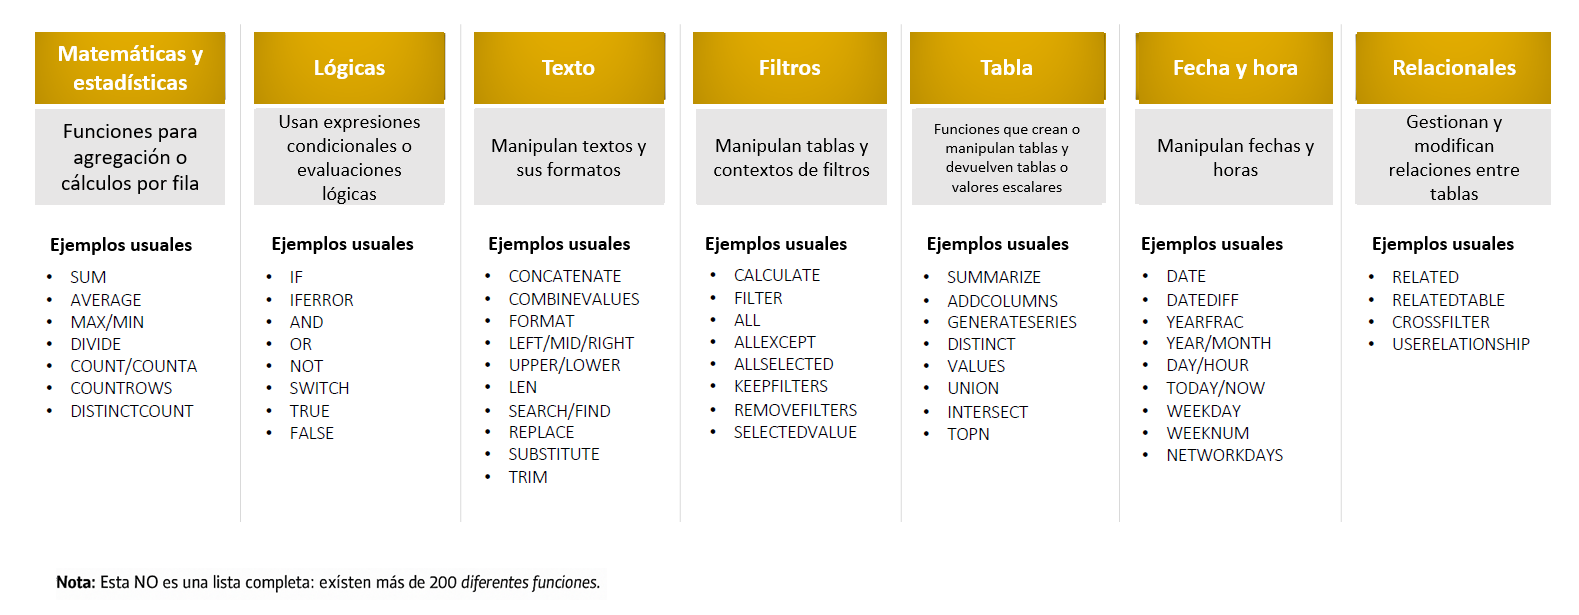 Matemáticas y
estadísticas
Funciones para
agregación o
cálculos por fila
Ejemplos usuales
• SUM
• AVERAGE
• MAX/MIN
• DIVIDE
• COUNT/COUNTA
• COUNTROWS
• DISTINCTCOUNT
Lógicas
Usan expresiones
condicionales o
evaluaciones
lógicas
Ejemplos usuales
• IF
• IFERROR
• AND
• OR
• NOT
• SWITCH
• TRUE
• FALSE
Texto
Manipulan textos y
sus formatos
Ejemplos usuales
• CONCATENATE
• COMBINEVALUES
• FORMAT
• LEFT/MID/RIGHT
• UPPER/LOWER
• LEN
• SEARCH/FIND
• REPLACE
• SUBSTITUTE
• TRIM
Filtros
Manipulan tablas y
contextos de filtros
Ejemplos usuales
• CALCULATE
• FILTER
• ALL
• ALLEXCEPT
• ALLSELECTED
• KEEPFILTERS
• REMOVEFILTERS
• SELECTEDVALUE
Tabla
Funciones que crean o
manipulan tablas y
devuelven tablas o
valores escalares
Ejemplos usuales
• SUMMARIZE
• ADDCOLUMNS
• GENERATESERIES
• DISTINCT
• VALUES
• UNION
• INTERSECT
• TOPN
Fecha y hora
Manipulan fechas y
horas
Ejemplos usuales
• DATE
• DATEDIFF
• YEARFRAC
• YEAR/MONTH
• DAY/HOUR
• TODAY/NOW
• WEEKDAY
• WEEKNUM
• NETWORKDAYS
Relacionales
Gestionan y
modifican
relaciones entre
tablas
Ejemplos usuales
• RELATED
• RELATEDTABLE
• CROSSFILTER
• USERELATIONSHIP
Nota: Esta NO es una lista completa: existen más de 200 diferentes funciones.